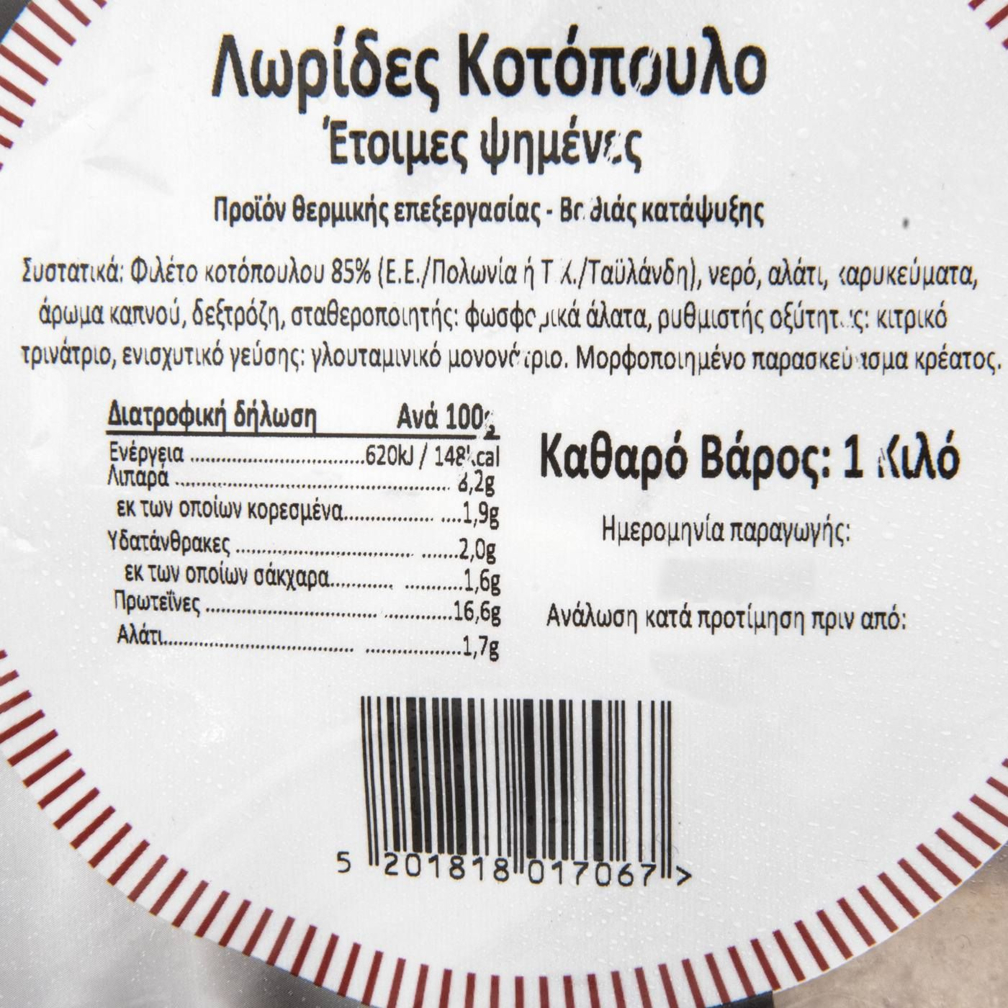 Λωρίδες Κοτόπουλο
Έτοιμες ψημένες
Προϊόν θερμικής επεξεργασίας - Βαθιάς κατάψυξης
Συστατικά: Φιλέτο κοτόπουλου 85% (Ε.Ε./Πολωνία ή Τ.Χ./Ταϋλάνδη), νερό, αλάτι, καρυκεύματα,
άρωμα καπνού, δεξτρόζη, σταθεροποιητής: φωσφορικά άλατα, ρυθμιστής οξύτητας: κιτρικό
τρινάτριο, ενισχυτικό γεύσης: γλουταμινικό μονονάτριο. Μορφοποιημένο παρασκεύασμα κρέατος.
Διατροφική δήλωση Ανά 100g
Ενέργεια ........................620kJ / 148kcal
Λιπαρά ........................
εκ των οποίων κορεσμένα........................1,9g
Υδατάνθρακες ........................2,0g
εκ των οποίων σάκχαρα........................1,6g
Πρωτεΐνες ........................16,6g
Αλάτι........................1,7g
Καθαρό Βάρος: 1 Κιλό
Ημερομηνία παραγωγής:
Ανάλωση κατά προτίμηση πριν από:
5 201818 017067 >